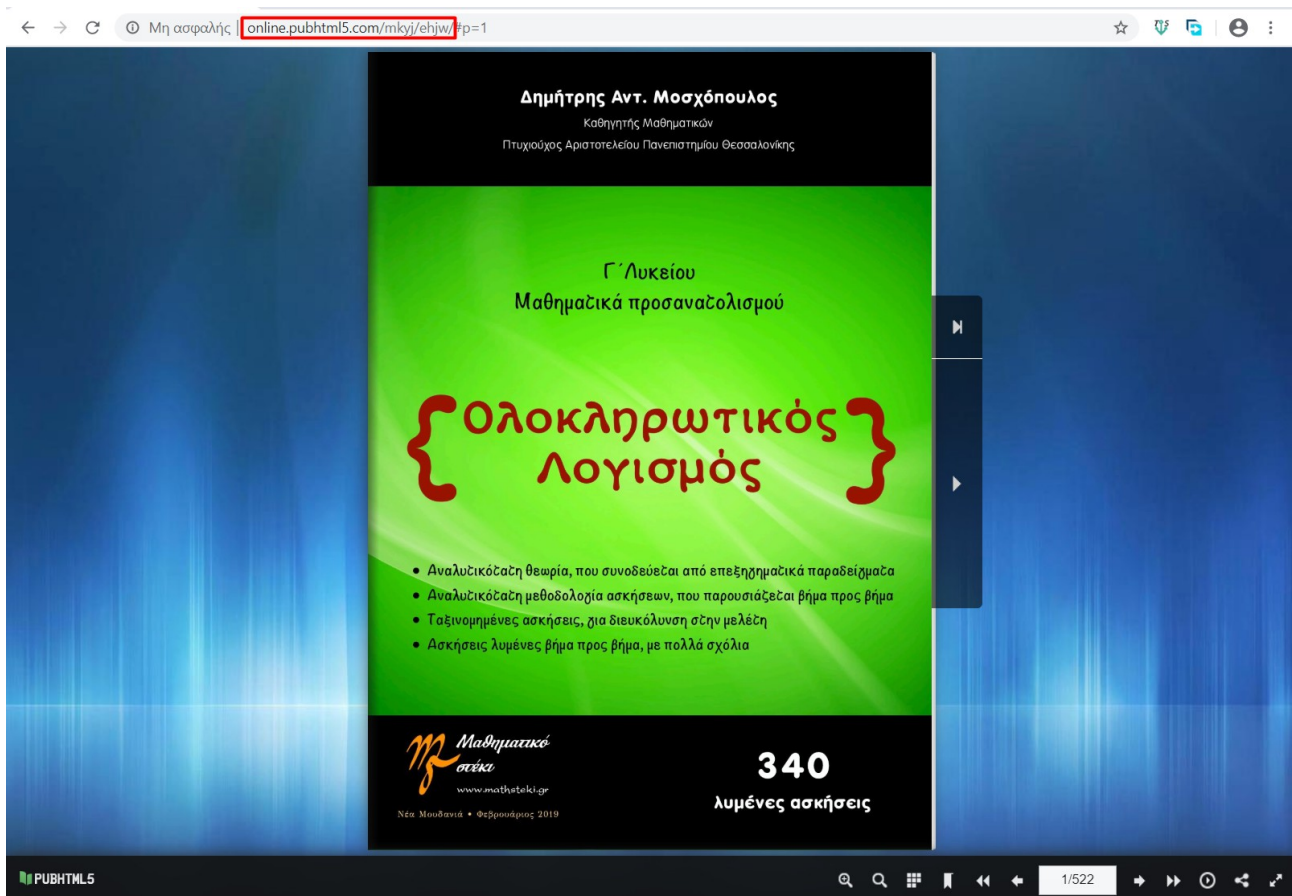 Μη ασφαλής | online.pubhtml5.com/mkyj/ehjw/#p=1
Δημήτρης Αντ. Μοσχόπουλος
Καθηγητής Μαθηματικών
Πτυχιούχος Αριστοτελείου Πανεπιστημίου Θεσσαλονίκης
Γ΄Λυκείου
Μαθηματικά προσανατολισμού
{Ολοκληρωτικός
Λογισμός}
• Αναλυτικότατη θεωρία, που συνοδεύεται από επεξηγηματικά παραδείγματα
• Αναλυτικότατη μεθοδολογία ασκήσεων, που παρουσιάζεται βήμα προς βήμα
• Ταξινομημένες ασκήσεις, για διευκόλυνση στην μελέτη
• Ασκήσεις λυμένες βήμα προς βήμα, με πολλά σχόλια
Μαθηματικό
στέκι
www.mathsteki.gr
Νέα Μουδανιά • Φεβρουάριος 2019
340
λυμένες ασκήσεις
PUBHTML5
1/522